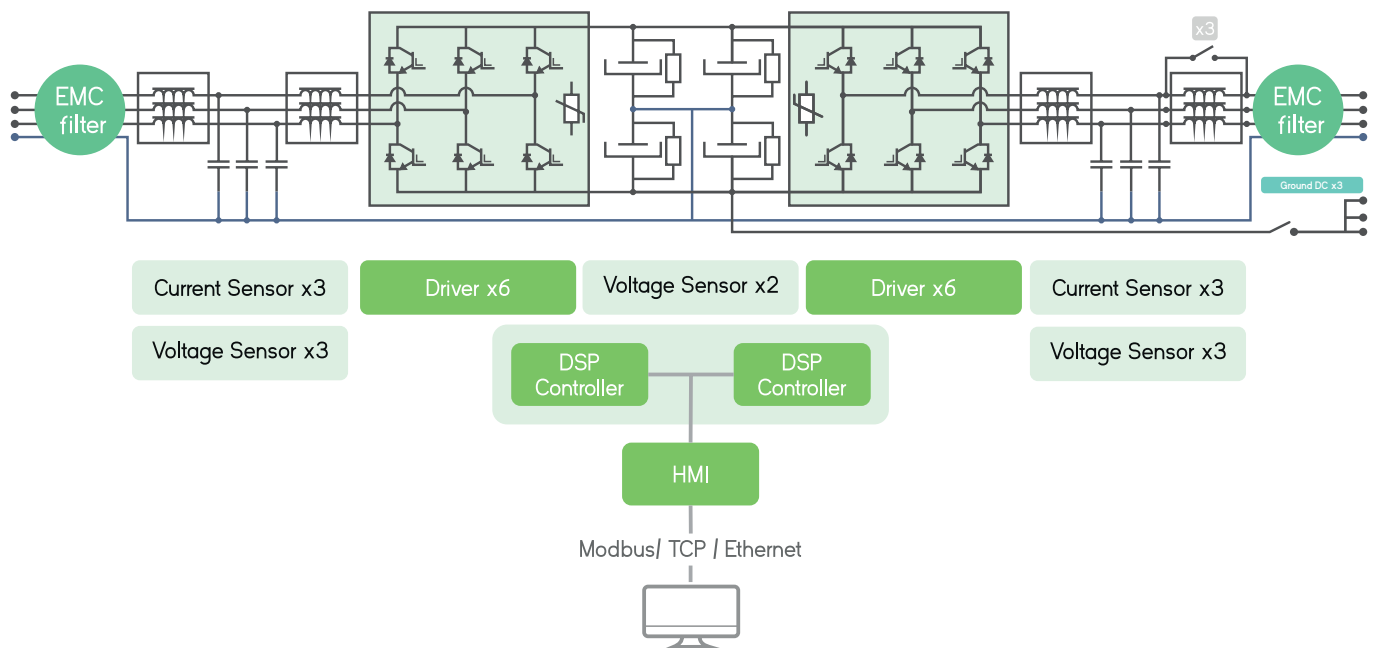 x3
EMC
filter
EMC
filter
Ground DC x3
Current Sensor x3
Driver x6
Voltage Sensor x2
Driver x6
Current Sensor x3
Voltage Sensor x3
Voltage Sensor x3
DSP
Controller
DSP
Controller
HMI
Modbus/ TCP / Ethernet